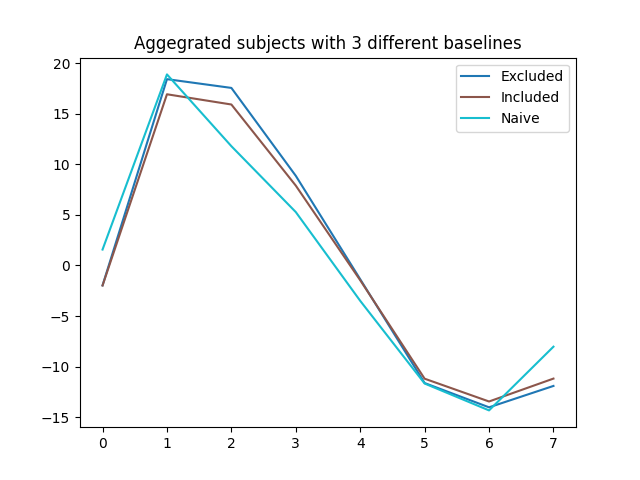 Aggegrated subjects with 3 different baselines
Excluded
Included
Naive
20
15
10
5
0
−5
−10
−15
0 1 2 3 4 5 6 7